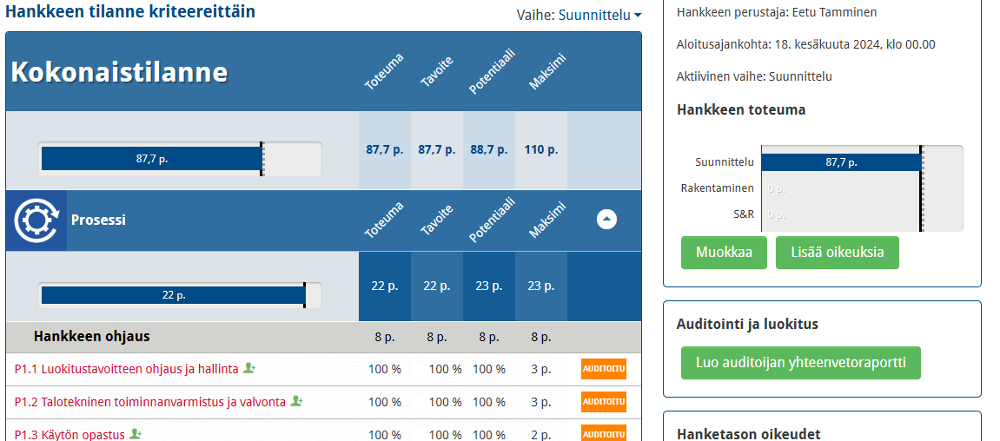 Hankkeen tilanne kriteereittäin
Vaihe: Suunnittelu
Kokonaistilanne
Toteuma
Tavoite
Potentiaali
Maksimi
87,7 p.
87,7 p. 87,7 p. 88,7 p. 110 p.
Prosessi
Toteuma
Tavoite
Potentiaali
Maksimi
22 p.
22 p. 22 p. 23 p. 23 p.
Hankkeen ohjaus 8 p. 8 p. 8 p. 8 p.
P1.1 Luokitustavoitteen ohjaus ja hallinta 100 % 100 % 100 % 3 p. AUDITOITU
P1.2 Talotekninen toiminnanvarmistus ja valvonta 100 % 100 % 100 % 3 p. AUDITOITU
P1.3 Käytön opastus 100 % 100 % 100 % 2 p. AUDITOITU
Hankkeen perustaja: Eetu Tamminen
Aloitusajankohta: 18. kesäkuuta 2024, klo 00.00
Aktiivinen vaihe: Suunnittelu
Hankkeen toteuma
Suunnittelu 87,7 p.
Rakentaminen 0 p.
S&R 0 p.
Muokkaa Lisää oikeuksia
Auditointi ja luokitus
Luo auditoijan yhteenvetoraportti
Hanketason oikeudet